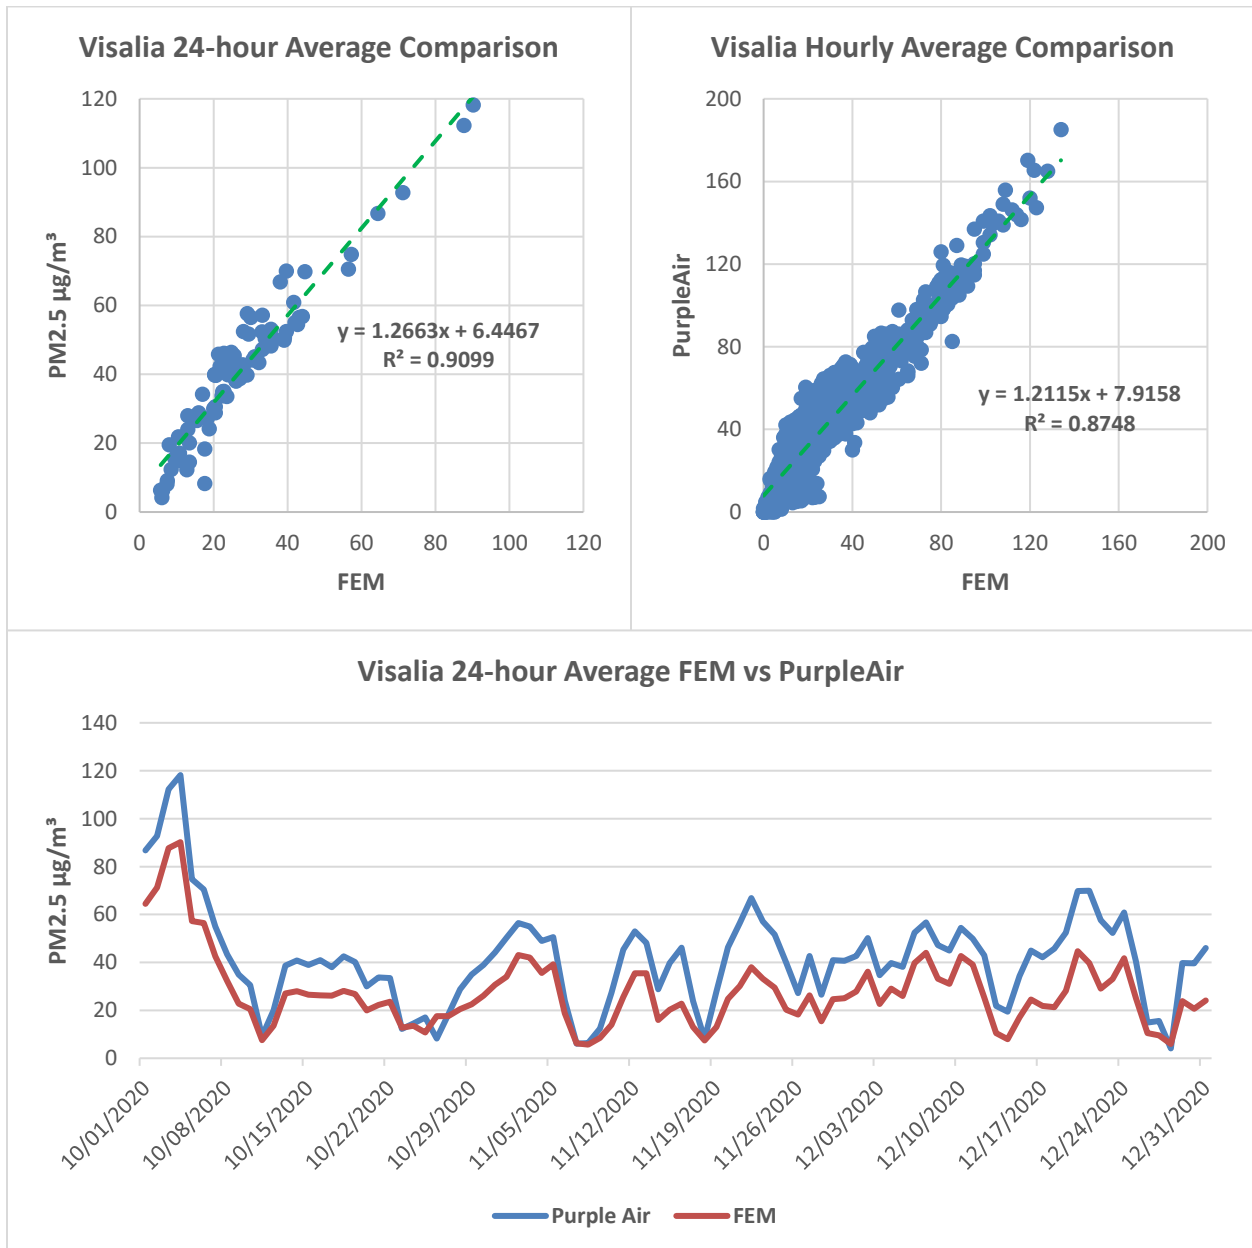 Visalia 24-hour Average Comparison
PM2.5 µg/m³
120
100
80
60
40
20
0
0 20 40 60 80 100 120
FEM
y = 1.2663x + 6.4467
R² = 0.9099
Visalia Hourly Average Comparison
PurpleAir
200
160
120
80
40
0
0 40 80 120 160 200
FEM
y = 1.2115x + 7.9158
R² = 0.8748
Visalia 24-hour Average FEM vs PurpleAir
PM2.5 µg/m³
140
120
100
80
60
40
20
0
10/01/2020 10/08/2020 10/15/2020 10/22/2020 10/29/2020 11/05/2020 11/12/2020 11/19/2020 11/26/2020 12/03/2020 12/10/2020 12/17/2020 12/24/2020 12/31/2020
Purple Air FEM